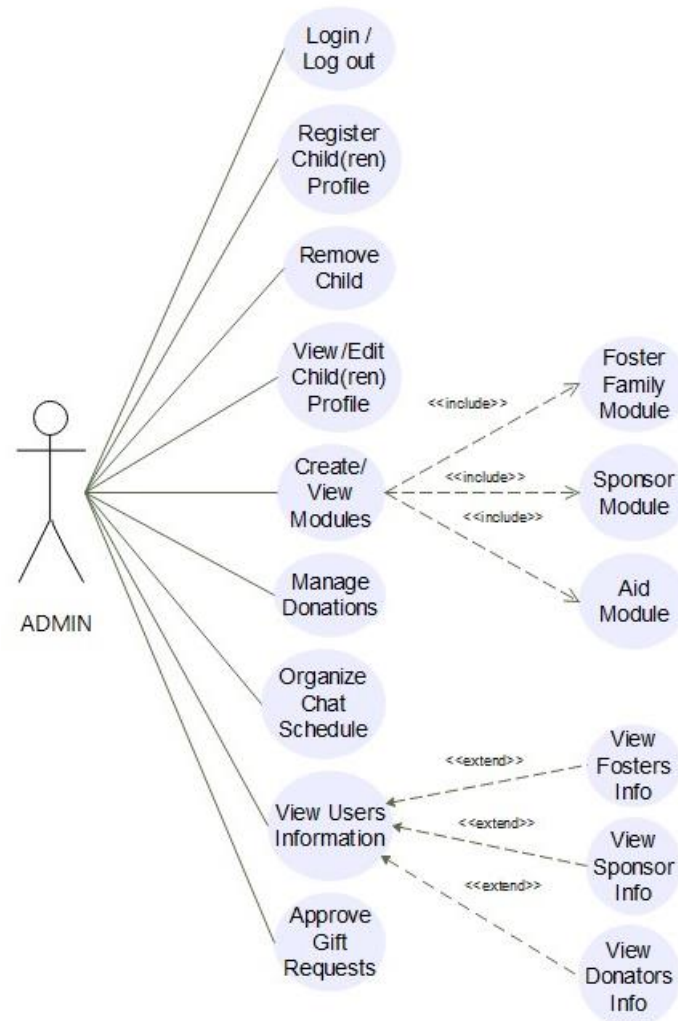 Login /
Log out
Register
Child(ren)
Profile
Remove
Child
View/Edit
Child(ren)
Profile
Create/
View
Modules
Manage
Donations
Organize
Chat
Schedule
View Users
Information
Approve
Gift
Requests
ADMIN
<<include>>
<<include>>
<<include>>
Foster
Family
Module
Sponsor
Module
Aid
Module
<<extend>>
<<extend>>
<<extend>>
View
Fosters
Info
View
Sponsor
Info
View
Donators
Info